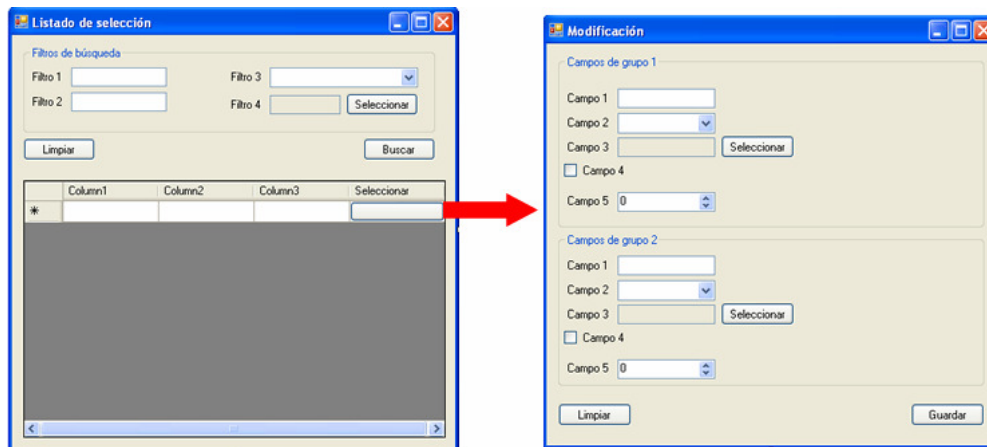 Listado de selección
Filtros de búsqueda
Filtro 1
Filtro 3
Filtro 2
Filtro 4
Seleccionar
Limpiar
Buscar
Column1 Column2 Column3 Seleccionar
Modificación
Campos de grupo 1
Campo 1
Campo 2
Campo 3
Seleccionar
Campo 4
Campo 5 0
Campos de grupo 2
Campo 1
Campo 2
Campo 3
Seleccionar
Campo 4
Campo 5 0
Limpiar
Guardar